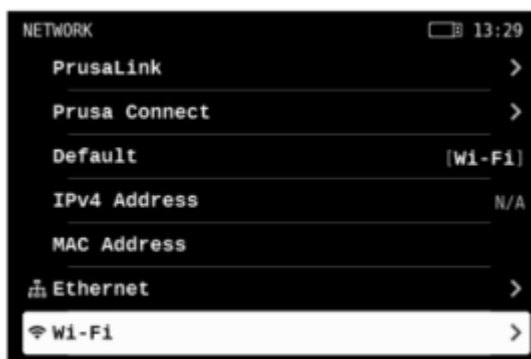 NETWORK 13:29
PrusaLink >
Prusa Connect >
Default [Wi-Fi]
IPv4 Address N/A
MAC Address
Ethernet >
Wi-Fi >